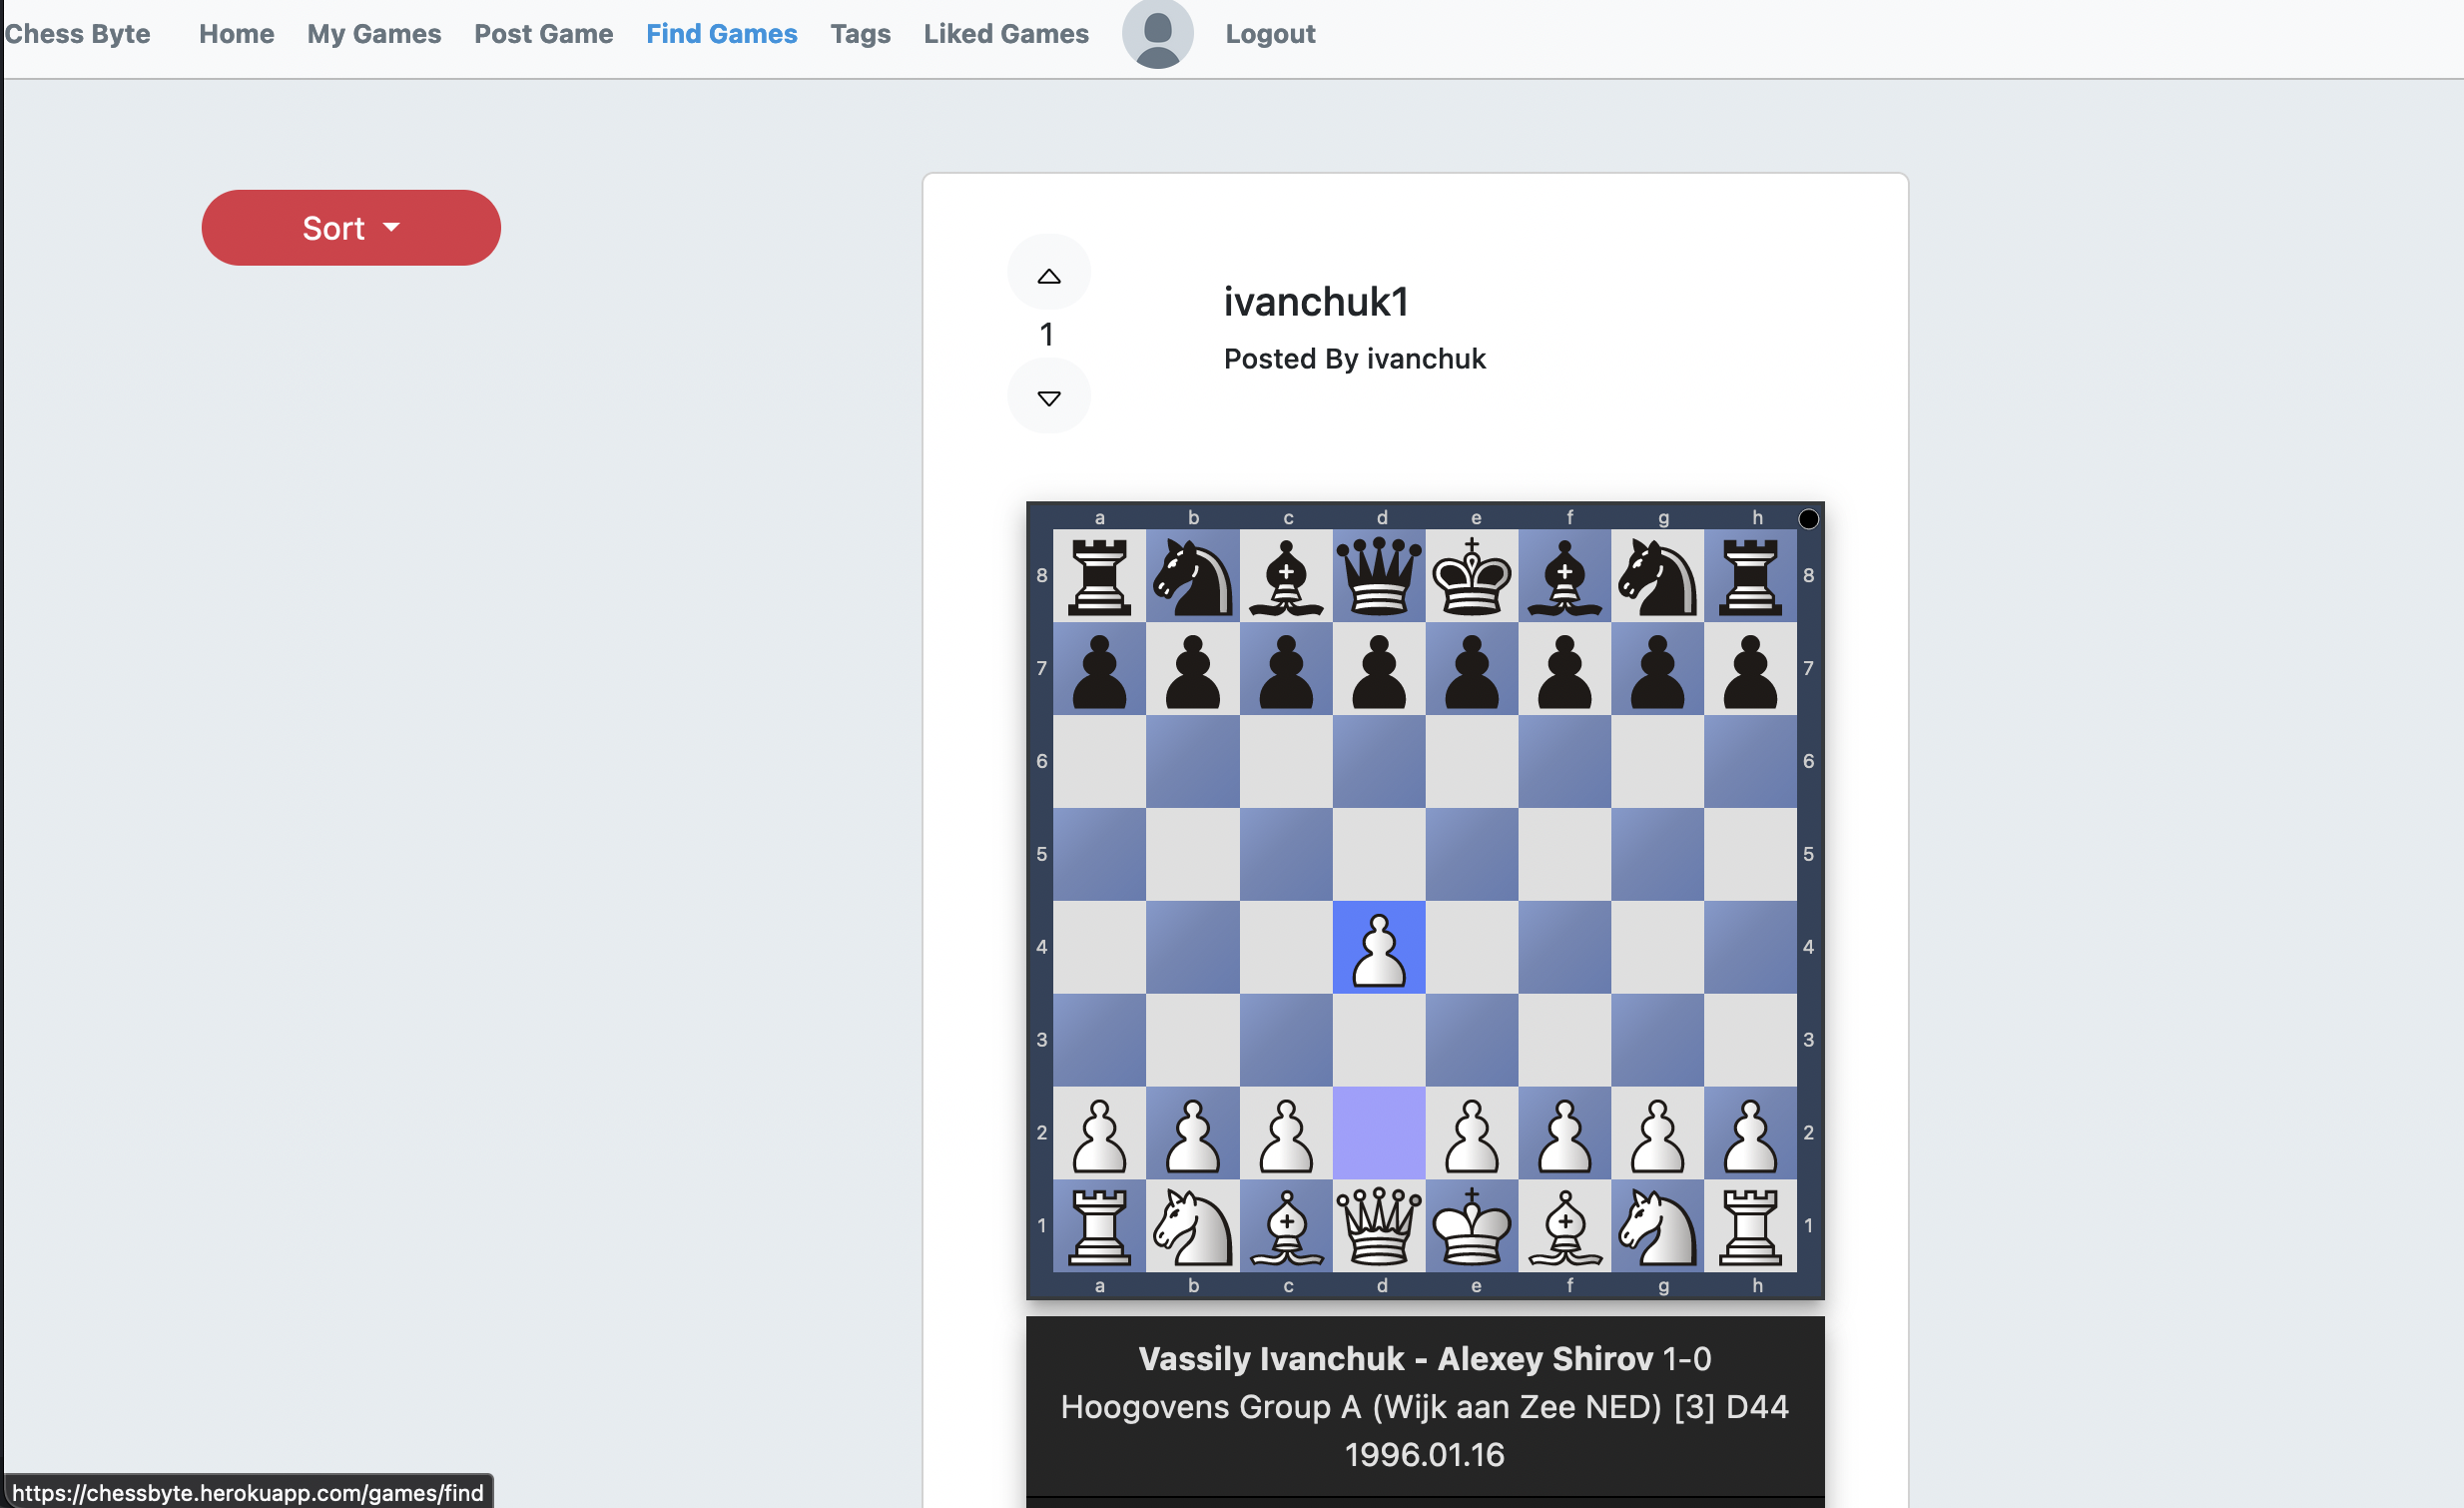 Chess Byte Home My Games Post Game Find Games Tags Liked Games Logout
Sort
1
ivanchuk1
Posted By ivanchuk
a b c d e f g h
8 8
7 7
6 6
5 5
4 4
3 3
2 2
1 1
a b c d e f g h
Vassily Ivanchuk - Alexey Shirov 1-0
Hoogovens Group A (Wijk aan Zee NED) [3] D44
1996.01.16
https://chessbyte.herokuapp.com/games/find